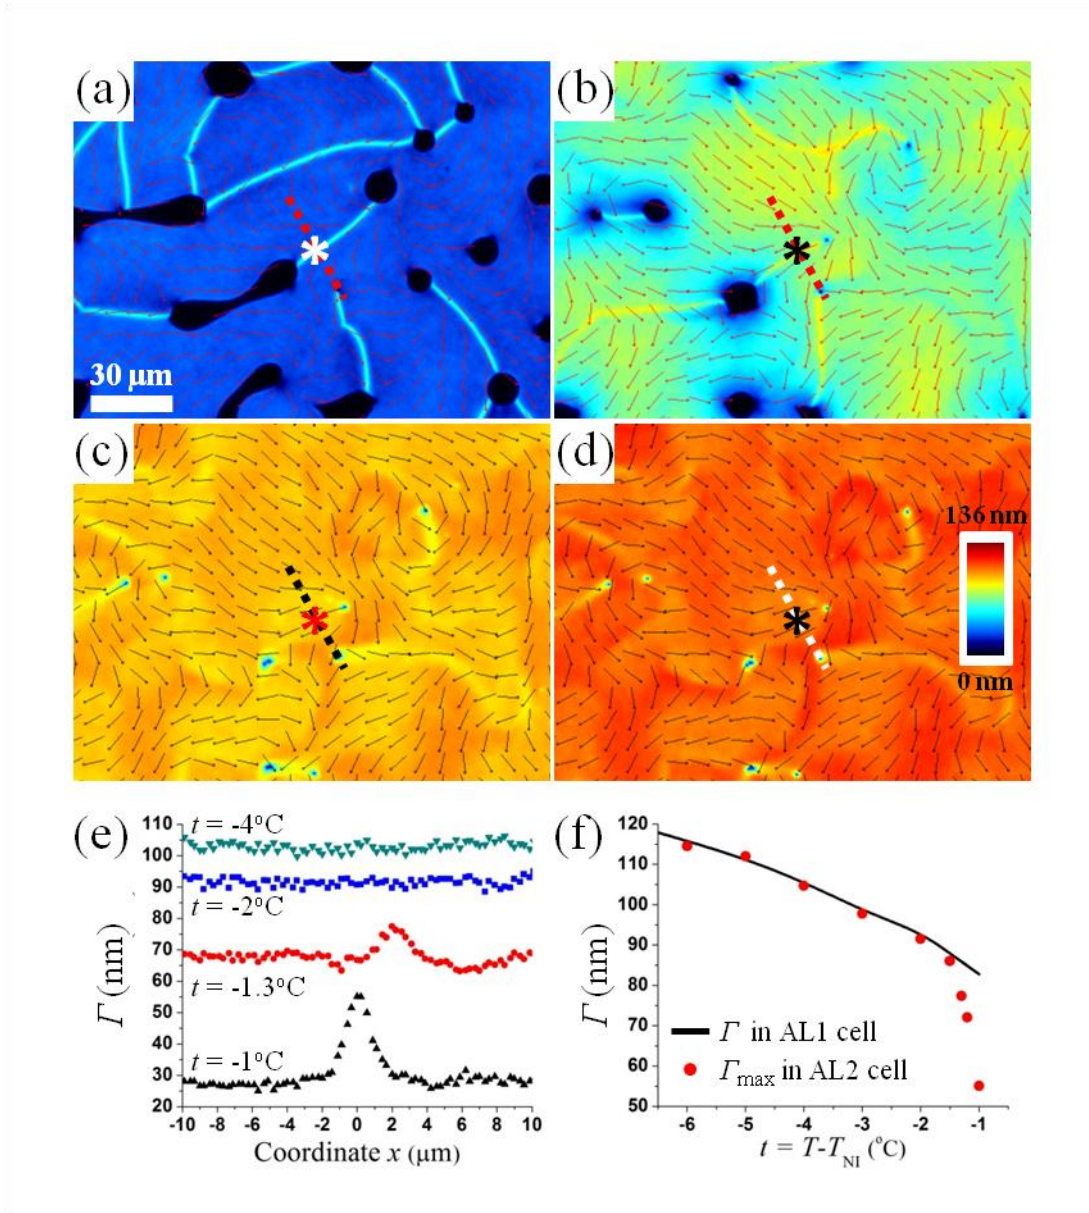 (a)
(b)
30 µm
(c)
(d)
136 nm
0 nm
(e)
110
100
90
80
70
60
50
40
30
20
t = -4°C
t = -2°C
t = -1.3°C
t = -1°C
Γ (nm)
-10 -8 -6 -4 -2 0 2 4 6 8 10
Coordinate x (µm)
(f)
120
110
100
90
80
70
60
50
Γ (nm)
Γ in AL1 cell
Γmax in AL2 cell
-6 -5 -4 -3 -2 -1
t = T-TNI (°C)